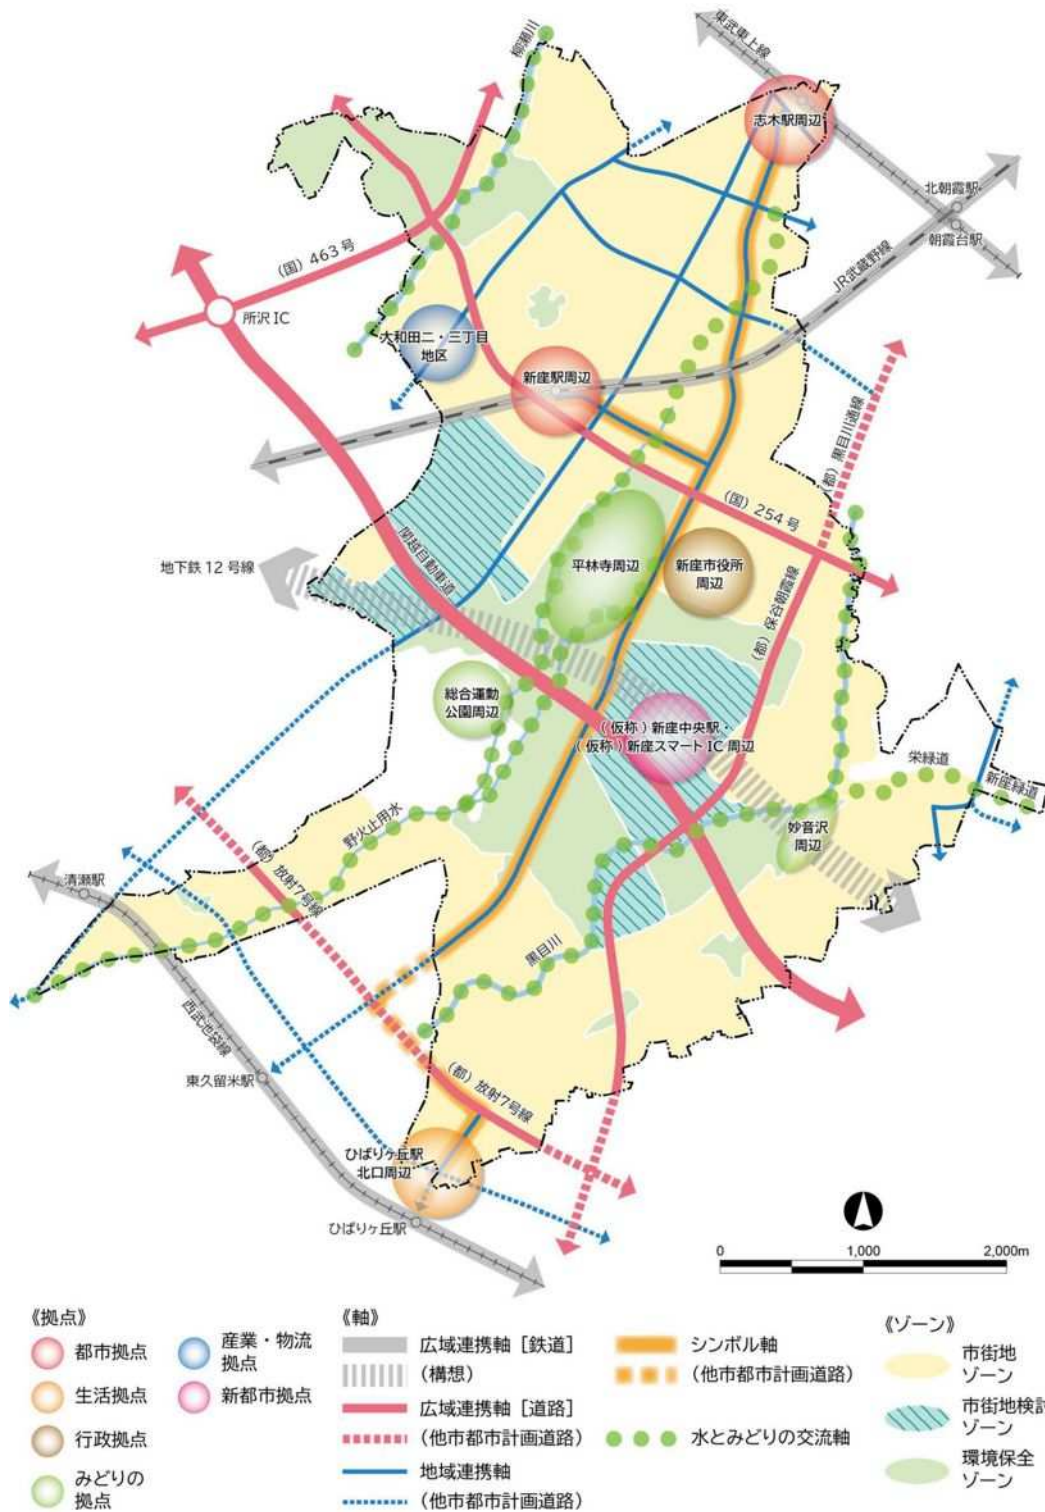 柳瀬川
東武東上線
志木駅周辺
北朝霞駅
朝霞台駅
JR武蔵野線
(国) 463 号
所沢 IC
大和田二・三丁目
地区
新座駅周辺
(都) 黒目川通線
(国) 254 号
関越自動車道
地下鉄 12 号線
平林寺周辺
新座市役所
周辺
(都) 保谷朝霞線
総合運動
公園周辺
(仮称) 新座中央駅・
(仮称) 新座スマート IC 周辺
栄緑道
新座緑道
妙音沢
周辺
野火止用水
(都) 放射7号線
清瀬駅
黒目川
西武池袋線
東久留米駅
(都) 放射7号線
ひばりヶ丘駅
北口周辺
ひばりヶ丘駅
0 1,000 2,000m
《拠点》
都市拠点
生活拠点
行政拠点
みどりの
拠点
産業・物流
拠点
新都市拠点
《軸》
広域連携軸 [鉄道]
(構想)
広域連携軸 [道路]
(他市都市計画道路)
地域連携軸
(他市都市計画道路)
シンボル軸
(他市都市計画道路)
水とみどりの交流軸
《ゾーン》
市街地
ゾーン
市街地検討
ゾーン
環境保全
ゾーン